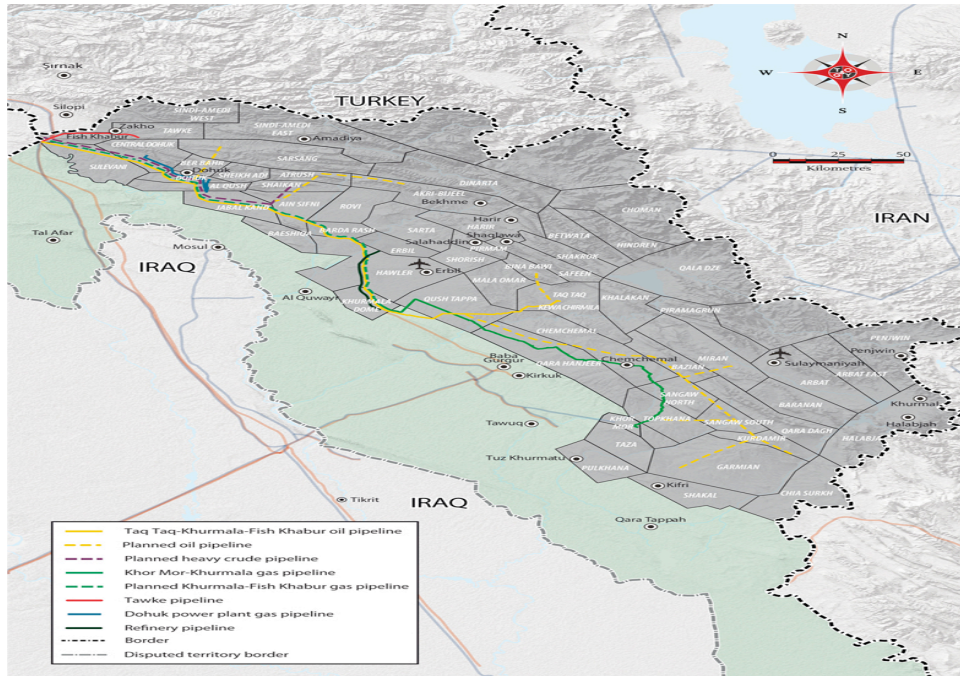 Şırnak
Silopi
TURKEY
N
W
E
S
0
25
50
Kilometres
SINDI-AMEDI
WEST
Zakho
Fish Khabur
TAWKE
SINDI-AMEDI
EAST
Amadiya
CENTRAL DOHUK
SULEVANI
BER BAHR
Dohuk
DOHUK
SARSANG
SHEIKH ADI
ATRUSH
AL QUSH
SHAIKAN
DINARTA
AKRI-BIJEEL
JABAL KAND
AIN SIFNI
ROVI
Bekhme
CHOMAN
IRAN
Harir
Tal Afar
Mosul
BAESHIQA
BARDA RASH
SARTA
HARIR
Shaqlawa
Salahaddin
PIRMAM
BETWATA
HINDREN
IRAQ
ERBIL
SHORISH
SHAKROK
QALA DZE
HAWLER
Erbil
BINA BAWI
SAFEEN
MALA OMAR
Al Quwayr
KHURMALA
DOME
QUSH TAPPA
TAQ TAQ
KEWA CHIRMILA
KHALAKAN
PIRAMAGRUN
CHEMCHEMAL
PENJWIN
Penjwin
Baba
Gurgur
QARA HANJEER
Chemchemal
MIRAN
BAZIAN
Sulaymaniyah
Kirkuk
ARBAT EAST
ARBAT
SANGAW
NORTH
BARANAN
Khurmal
Halabjah
Tawuq
KHOR
MOR
TOPKHANA
SANGAW SOUTH
QARA DAGH
HALABJA
TAZA
KURDAMIR
Tuz Khurmatu
PULKHANA
GARMIAN
Kifri
SHAKAL
CHIA SURKH
IRAQ
Tikrit
Qara Tappah
Taq Taq-Khurmala-Fish Khabur oil pipeline
Planned oil pipeline
Planned heavy crude pipeline
Khor Mor-Khurmala gas pipeline
Planned Khurmala-Fish Khabur gas pipeline
Tawke pipeline
Dohuk power plant gas pipeline
Refinery pipeline
Border
Disputed territory border